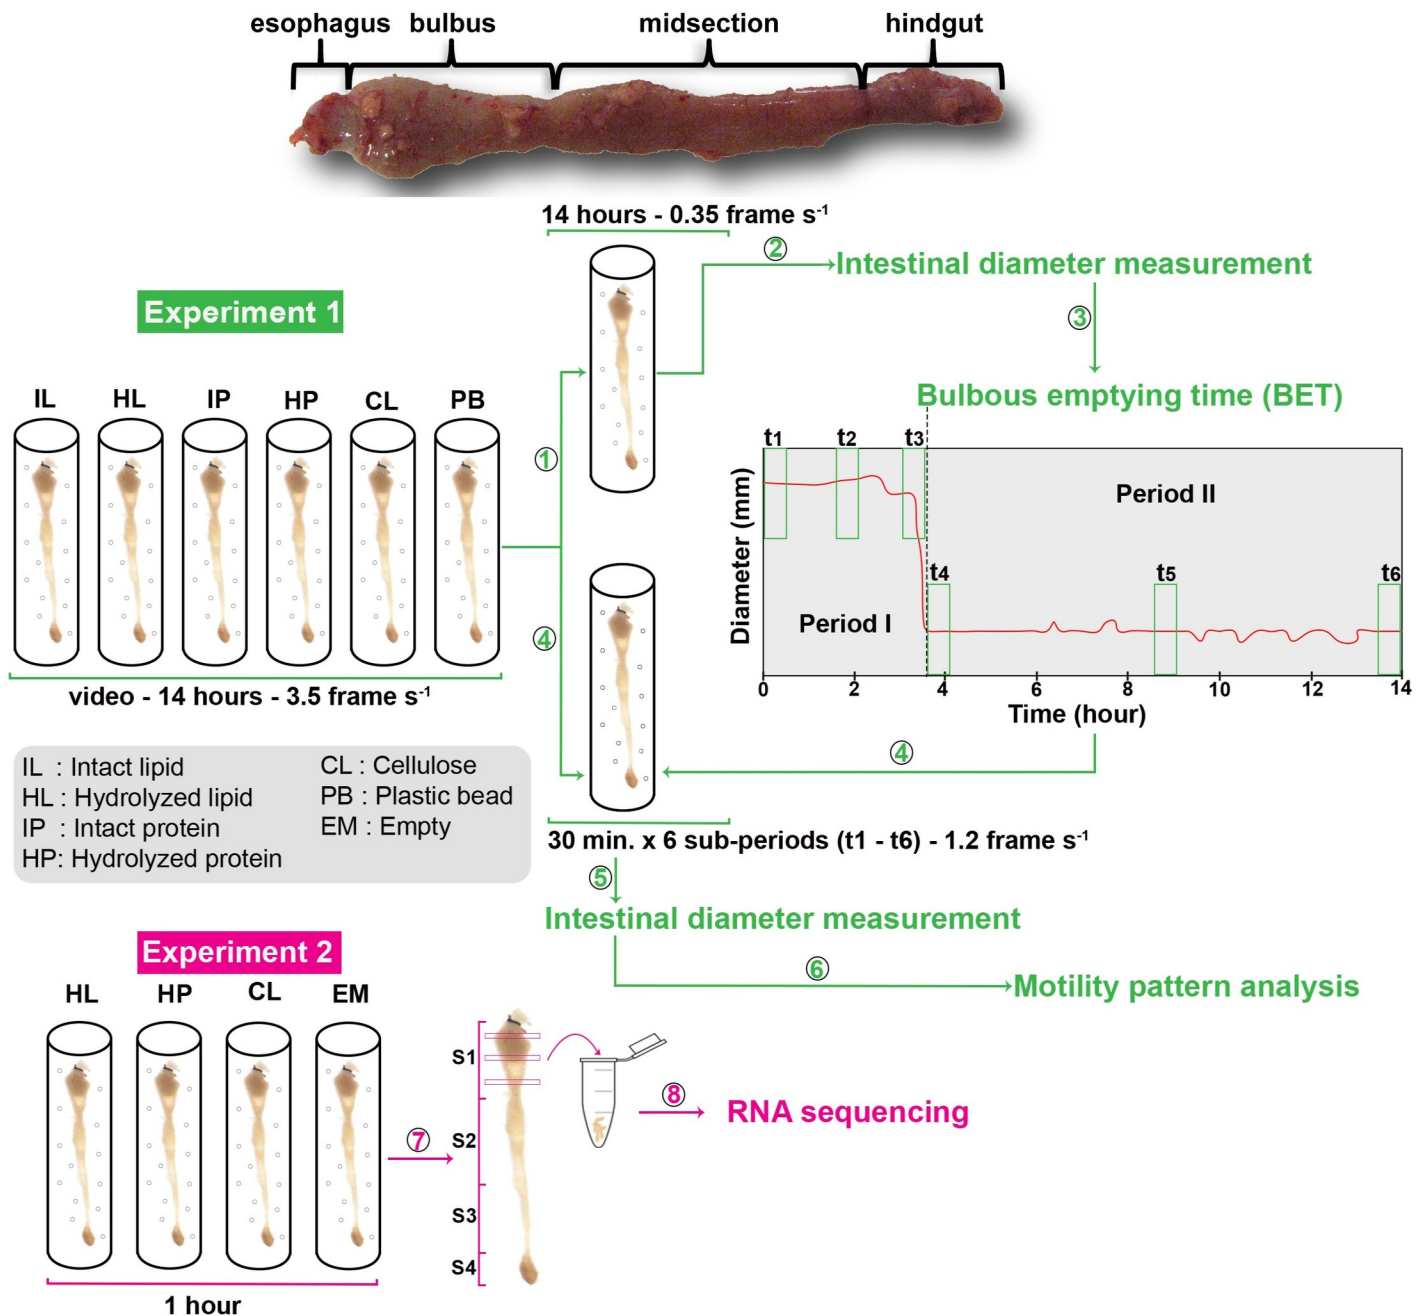 esophagus bulbus midsection hindgut
14 hours - 0.35 frame s⁻¹
② Intestinal diameter measurement
Experiment 1
③
IL HL IP HP CL PB
Bulbous emptying time (BET)
t1 t2 t3
①
Diameter (mm)
Period II
t4 t5 t6
Period I
④
0 2 4 6 8 10 12 14
Time (hour)
video - 14 hours - 3.5 frame s⁻¹
④
IL : Intact lipid
HL : Hydrolyzed lipid
IP : Intact protein
HP: Hydrolyzed protein
CL : Cellulose
PB : Plastic bead
EM : Empty
30 min. x 6 sub-periods (t1 - t6) - 1.2 frame s⁻¹
⑤
Intestinal diameter measurement
⑥
Motility pattern analysis
Experiment 2
HL HP CL EM
S1
⑧
RNA sequencing
⑦
S2
S3
S4
1 hour